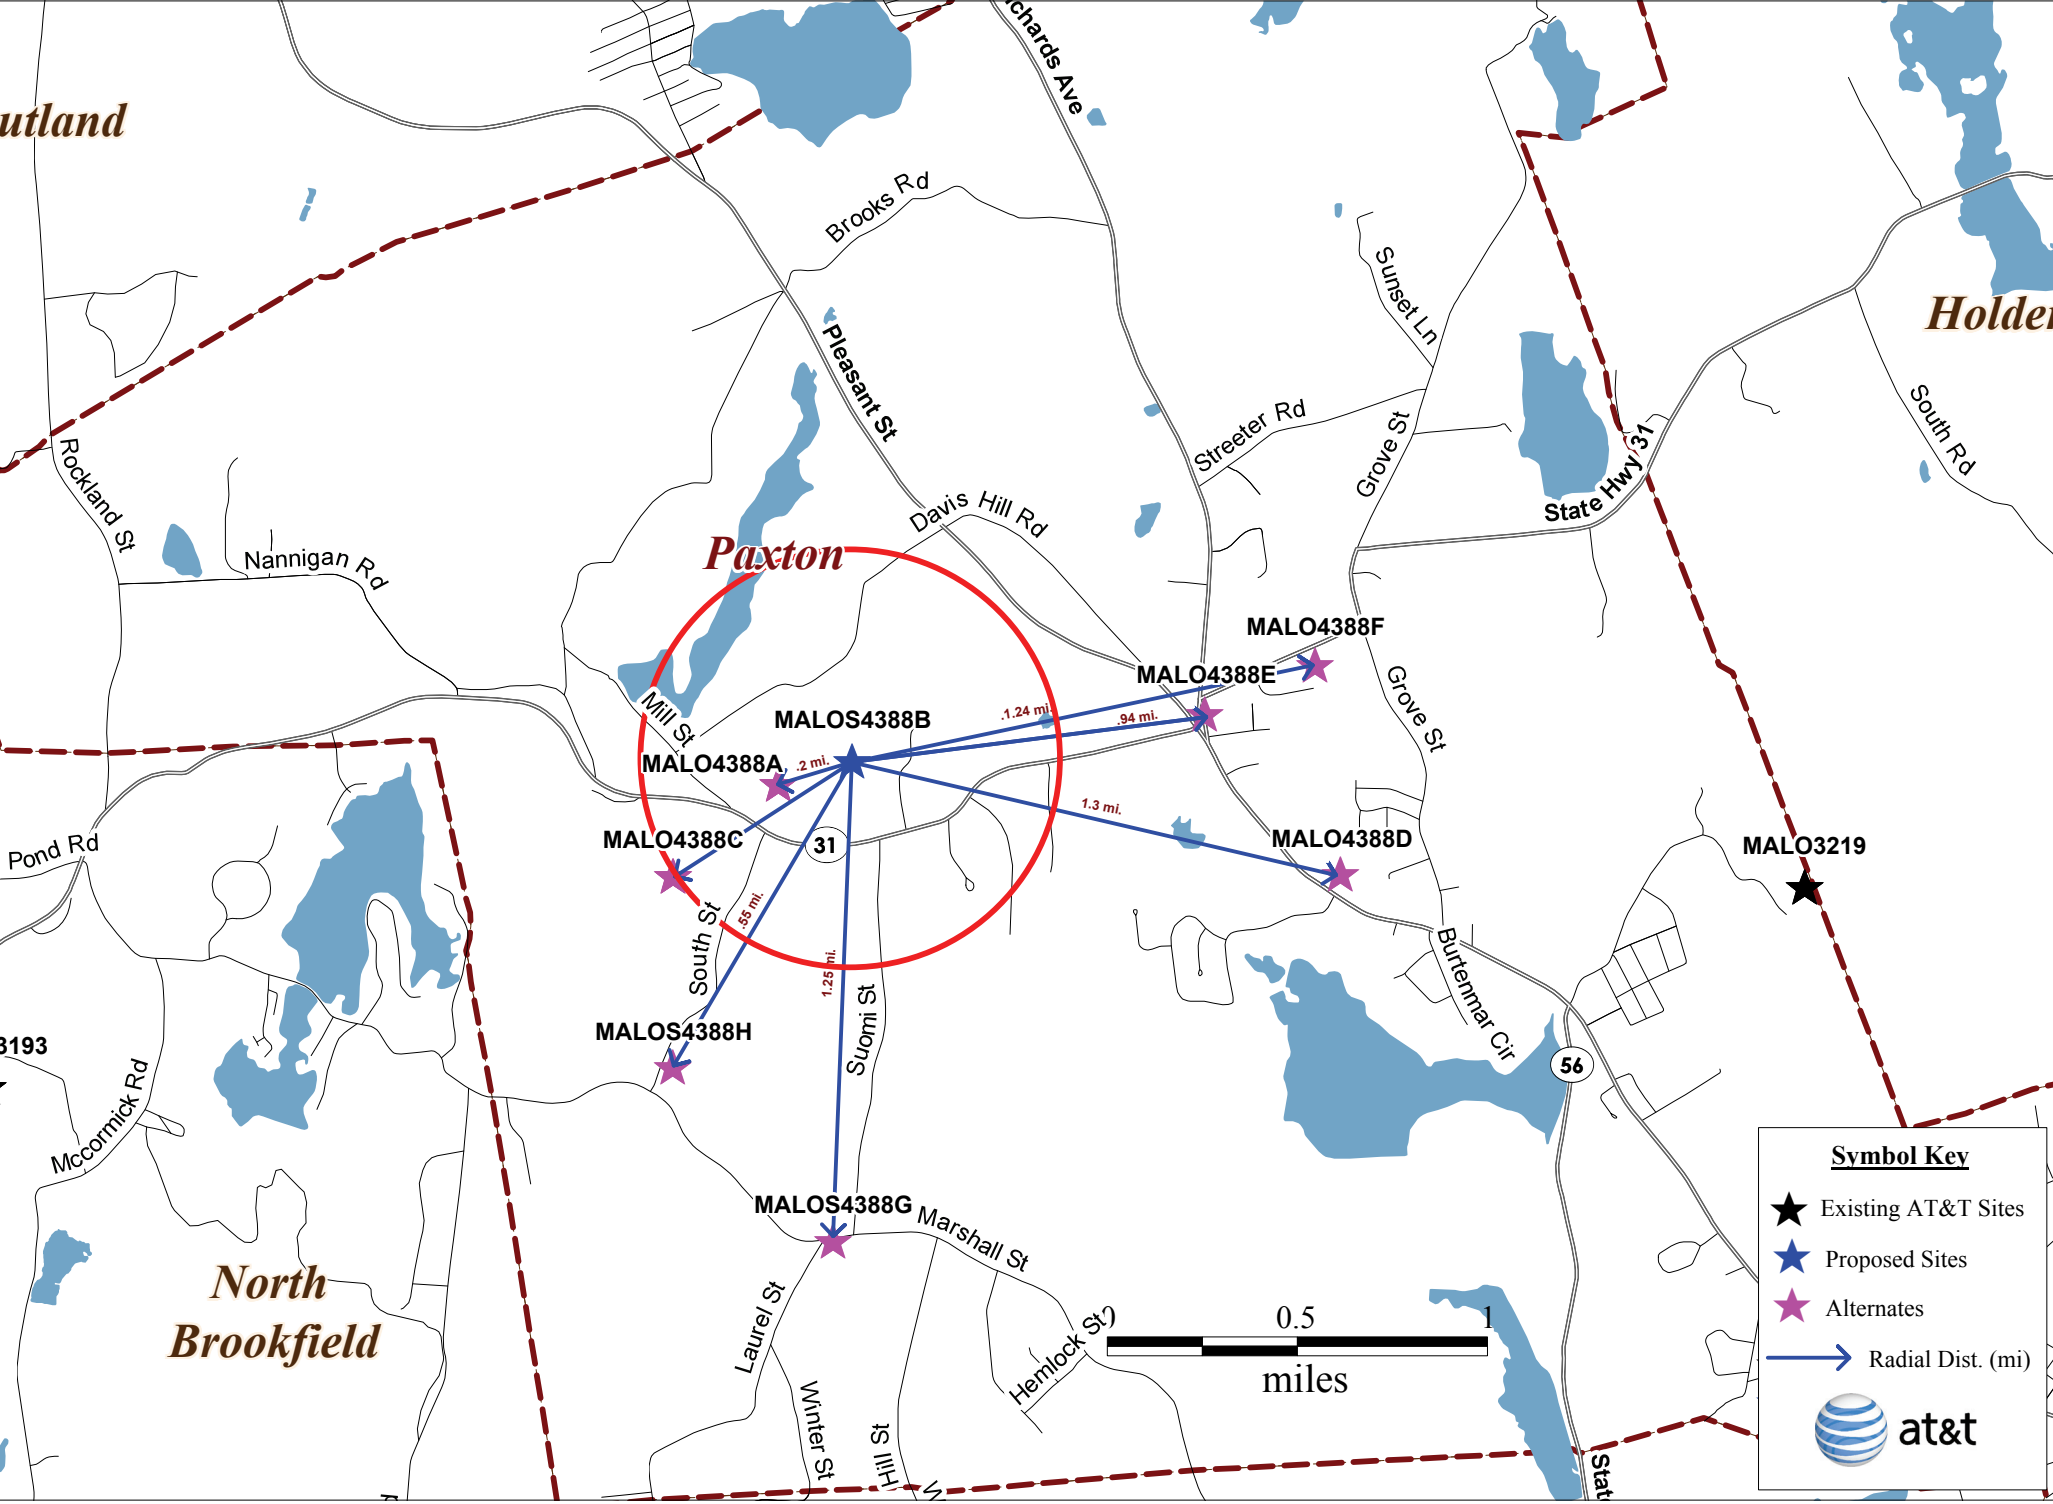 chards Ave
utland
Brooks Rd
Sunset Ln
Holden
Pleasant St
Rockland St
Streeter Rd
Grove St
State Hwy 31
South Rd
Davis Hill Rd
Nannigan Rd
Paxton
MALO4388F
MALO4388E
Grove St
Mill St
MALOS4388B
.1.24 mi.
.94 mi.
MALO4388A
.2 mi.
1.3 mi.
MALO4388C
31
MALO4388D
MALO3219
Pond Rd
.55 mi.
South St
1.25 mi.
Suomi St
Burtenmar Cir
MALOS4388H
3193
56
Mccormick Rd
MALOS4388G
Marshall St
North
Brookfield
Laurel St
Hemlock St
Winter St
Hill St
W
State
0 0.5 1
miles
Symbol Key
Existing AT&T Sites
Proposed Sites
Alternates
Radial Dist. (mi)
at&t